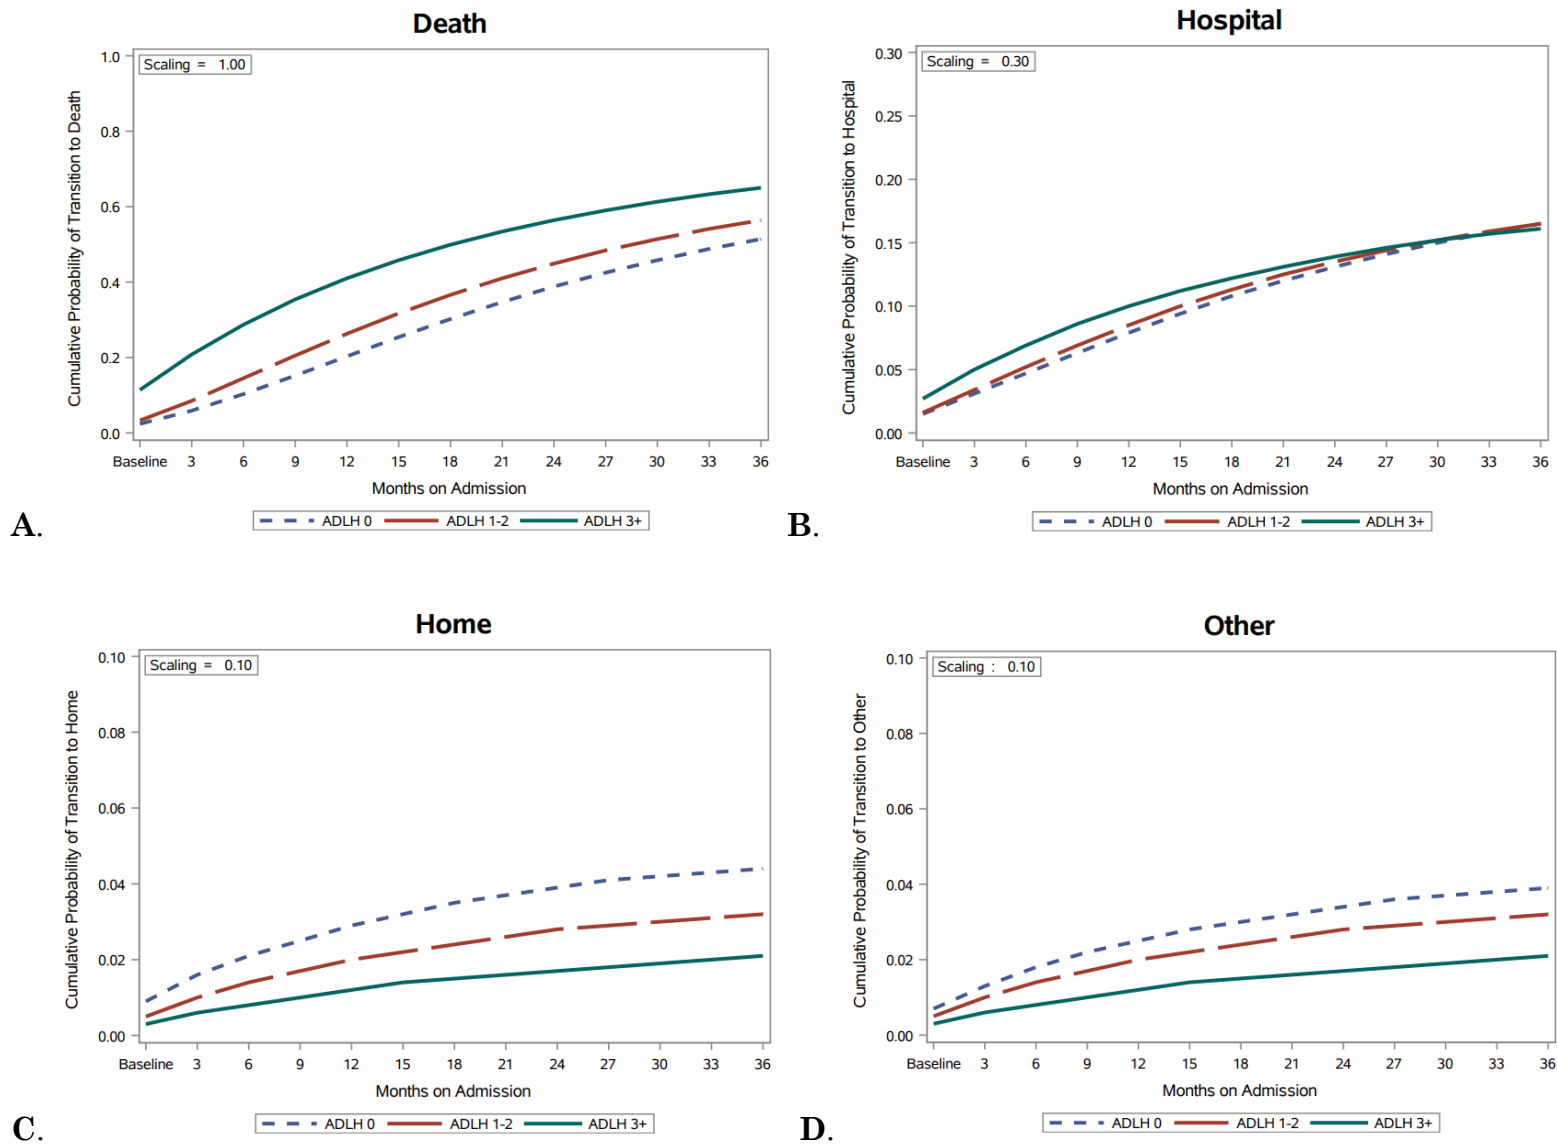 Death
Scaling = 1.00
Cumulative Probability of Transition to Death
1.0
0.8
0.6
0.4
0.2
0.0
Baseline 3 6 9 12 15 18 21 24 27 30 33 36
Months on Admission
ADLH 0 ADLH 1-2 ADLH 3+
A.
Hospital
Scaling = 0.30
Cumulative Probability of Transition to Hospital
0.30
0.25
0.20
0.15
0.10
0.05
0.00
Baseline 3 6 9 12 15 18 21 24 27 30 33 36
Months on Admission
ADLH 0 ADLH 1-2 ADLH 3+
B.
Home
Scaling = 0.10
Cumulative Probability of Transition to Home
0.10
0.08
0.06
0.04
0.02
0.00
Baseline 3 6 9 12 15 18 21 24 27 30 33 36
Months on Admission
ADLH 0 ADLH 1-2 ADLH 3+
C.
Other
Scaling : 0.10
Cumulative Probability of Transition to Other
0.10
0.08
0.06
0.04
0.02
0.00
Baseline 3 6 9 12 15 18 21 24 27 30 33 36
Months on Admission
ADLH 0 ADLH 1-2 ADLH 3+
D.